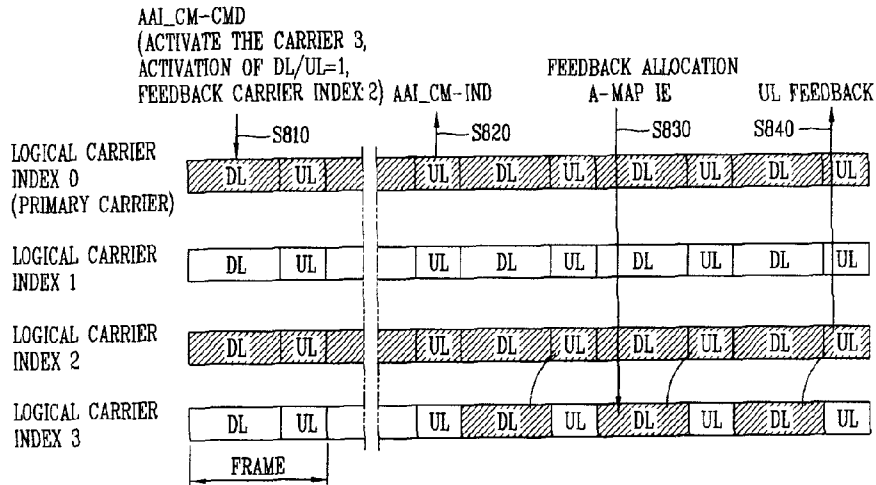 AAI_CM-CMD
(ACTIVATE THE CARRIER 3,
ACTIVATION OF DL/UL=1,
FEEDBACK CARRIER INDEX 2)
AAI_CM-IND
FEEDBACK ALLOCATION
A-MAP IE
UL FEEDBACK
S810
S820
S830
S840
LOGICAL CARRIER
INDEX 0
(PRIMARY CARRIER)
DL UL UL DL UL DL UL DL UL
LOGICAL CARRIER
INDEX 1
DL UL UL DL UL DL UL DL UL
LOGICAL CARRIER
INDEX 2
DL UL UL DL UL DL UL DL UL
LOGICAL CARRIER
INDEX 3
DL UL UL DL UL DL UL DL UL
FRAME